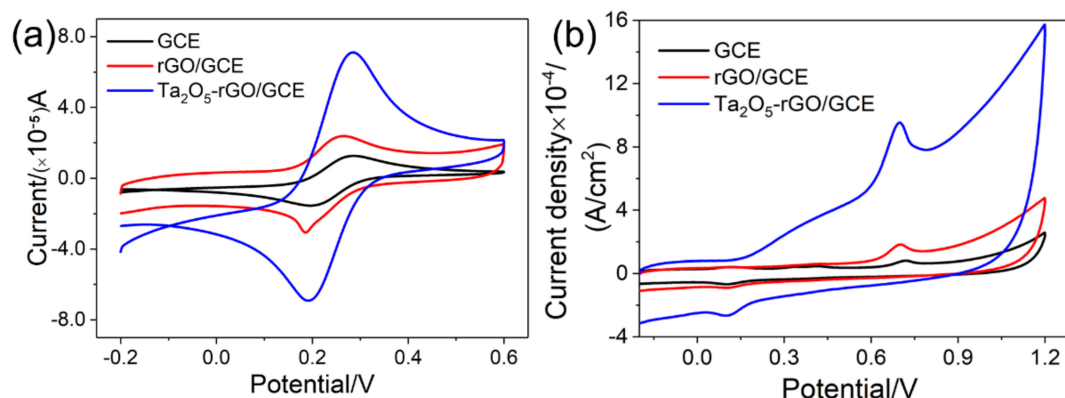 (a)
GCE
rGO/GCE
Ta₂O₅-rGO/GCE
Current/(×10⁻⁵)A
8.0
4.0
0.0
-4.0
-8.0
-0.2 0.0 0.2 0.4 0.6
Potential/V
(b)
GCE
rGO/GCE
Ta₂O₅-rGO/GCE
Current density×10⁻⁴/
(A/cm²)
16
12
8
4
0
-4
0.0 0.3 0.6 0.9 1.2
Potential/V